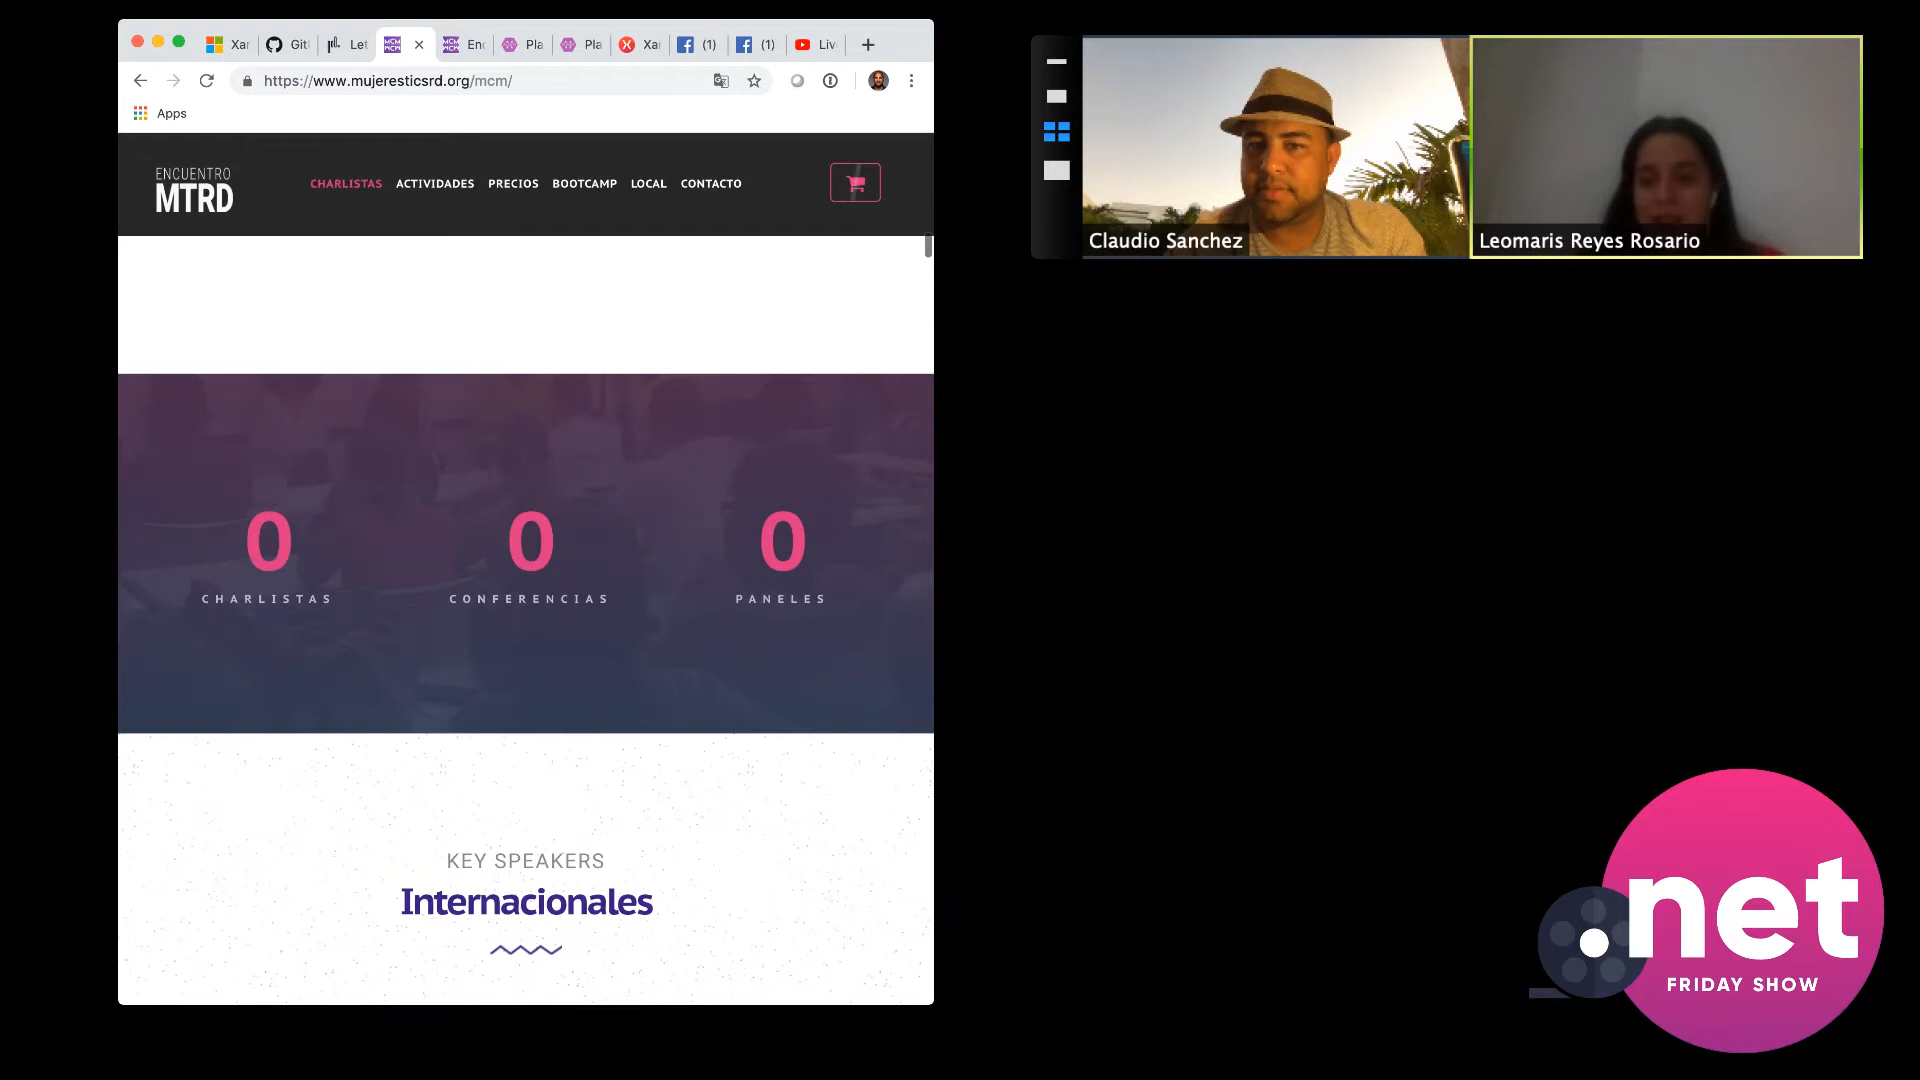 Xar
Git
Let
Enc
Pla
Pla
Xa
(1)
(1)
Liv
https://www.mujeresticsrd.org/mcm/
Apps
ENCUENTRO
MTRD
CHARLISTAS
ACTIVIDADES
PRECIOS
BOOTCAMP
LOCAL
CONTACTO
0
CHARLISTAS
0
CONFERENCIAS
0
PANELES
KEY SPEAKERS
Internacionales
Claudio Sanchez
Leomaris Reyes Rosario
.net
FRIDAY SHOW